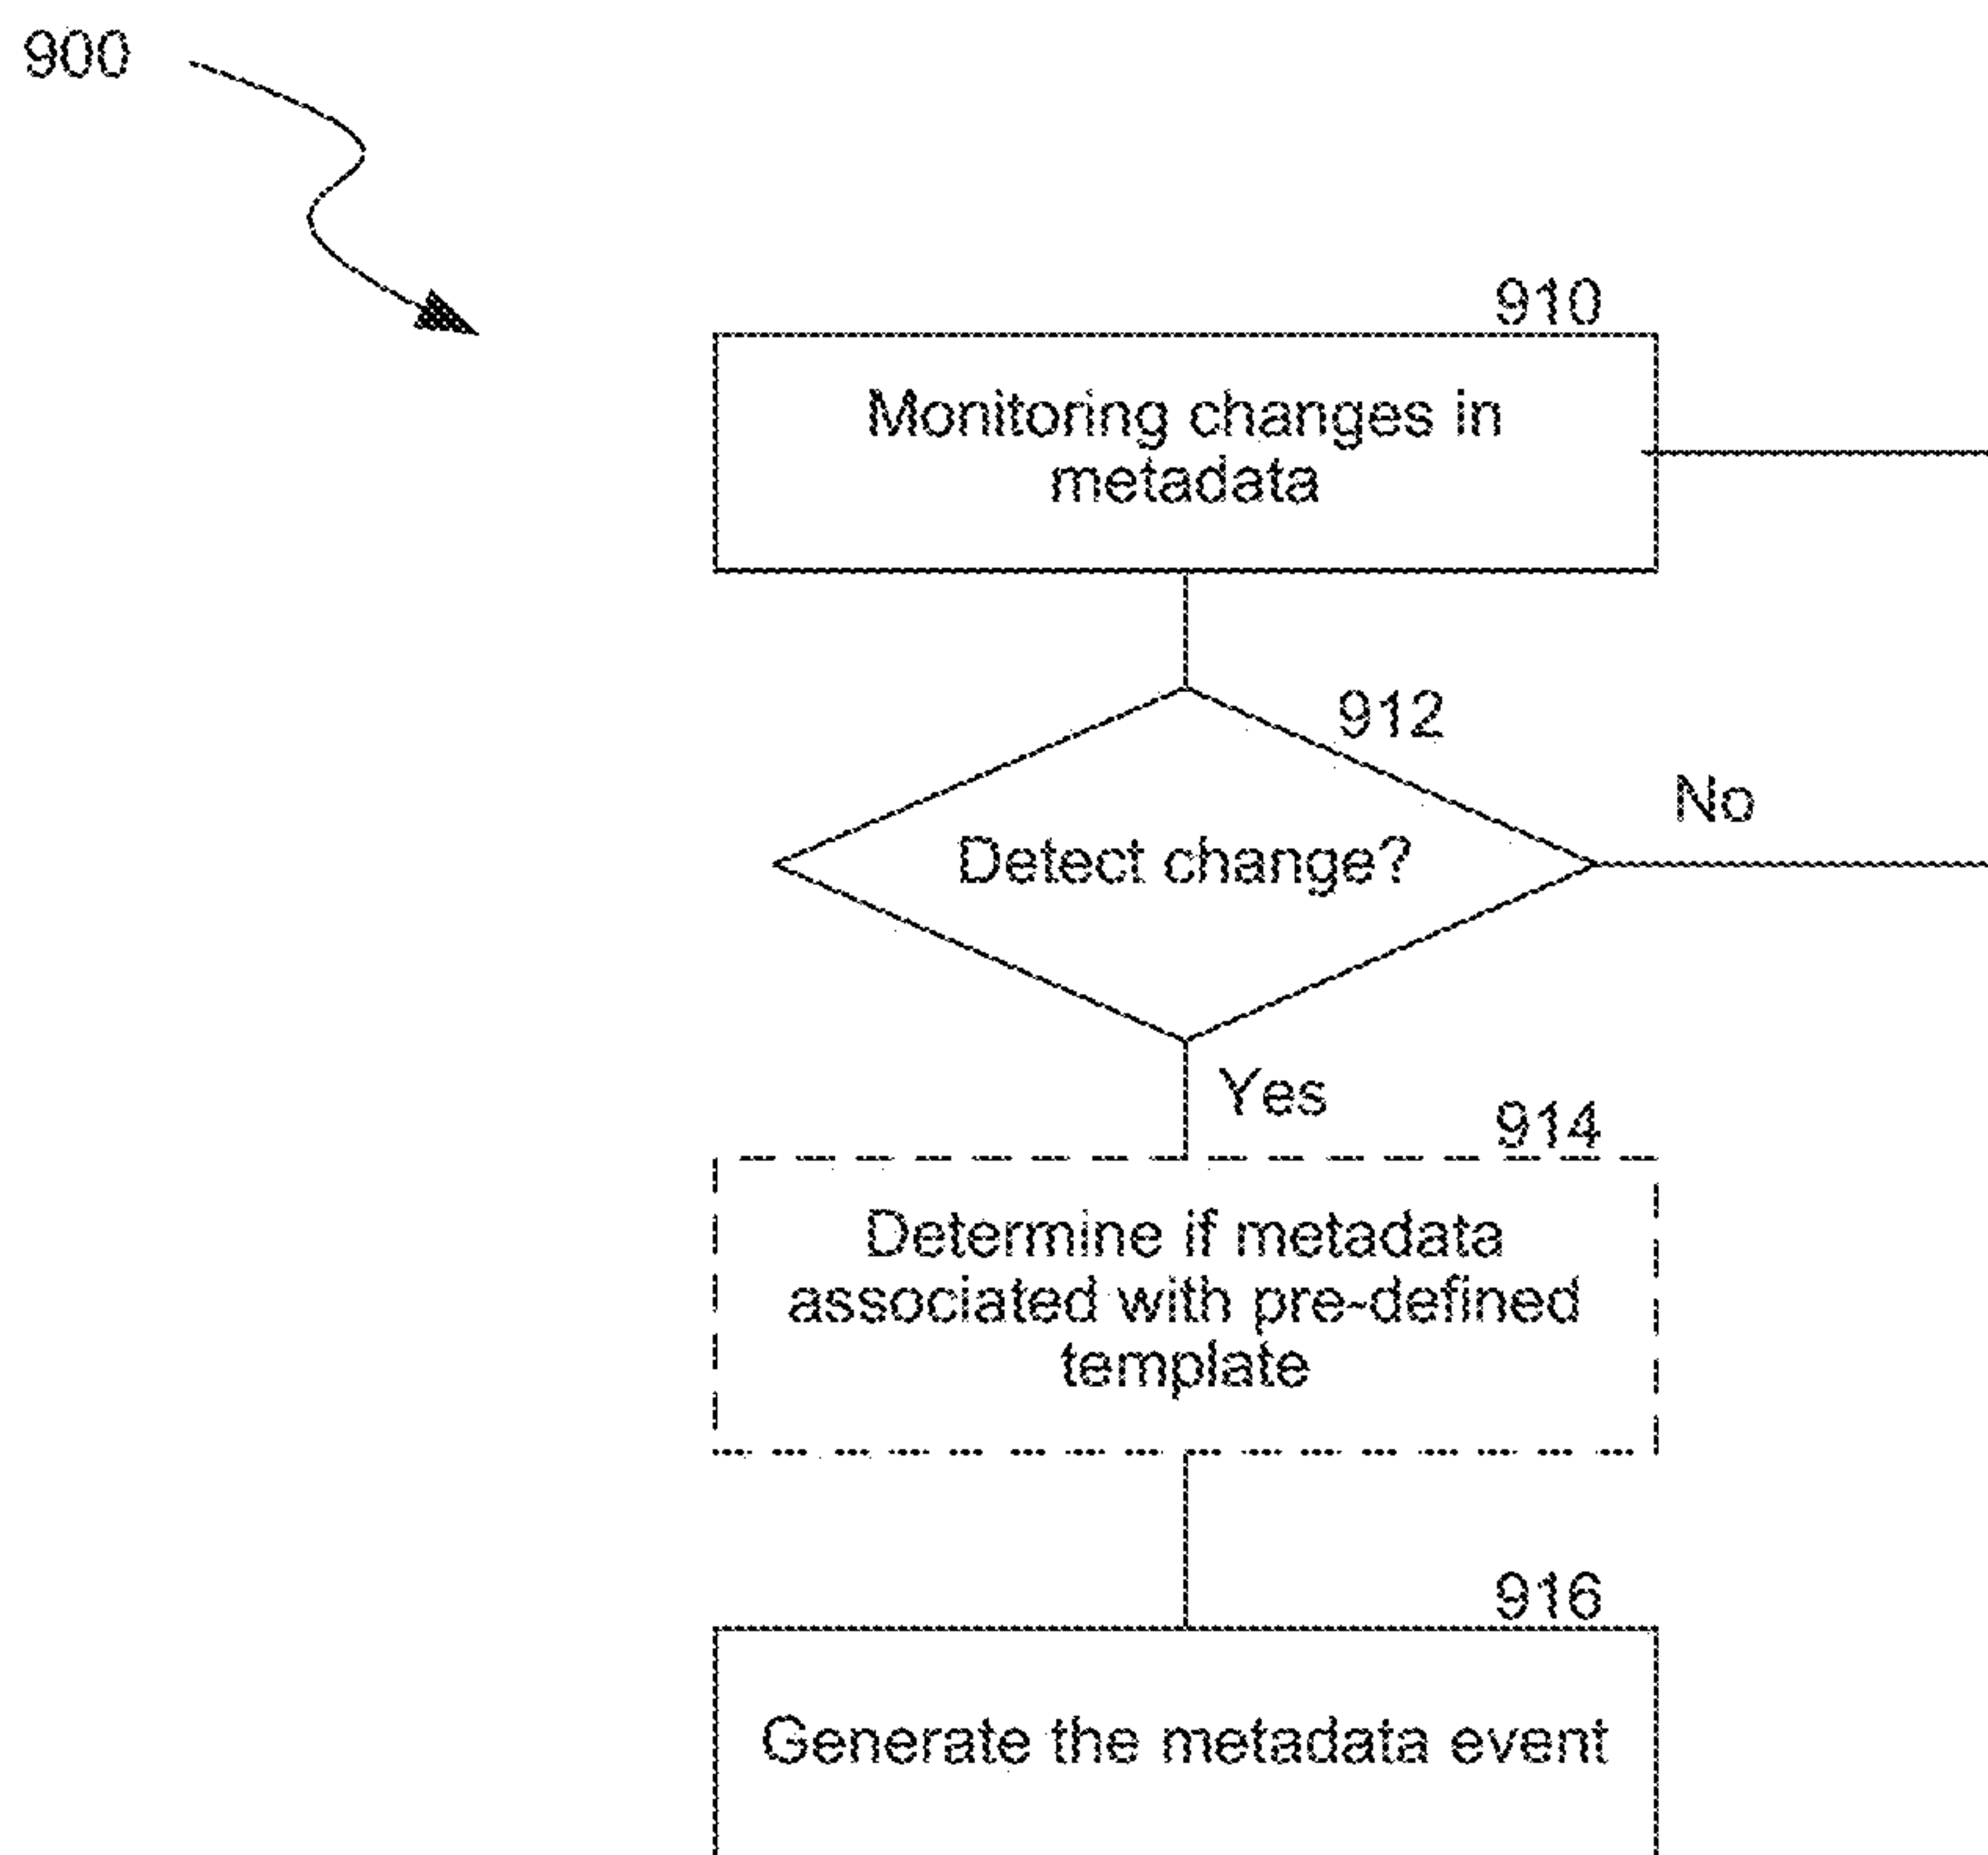 900
910
Monitoring changes in
metadata
912
No
Detect change?
Yes
914
Determine if metadata
associated with pre-defined
template
916
Generate the metadata event